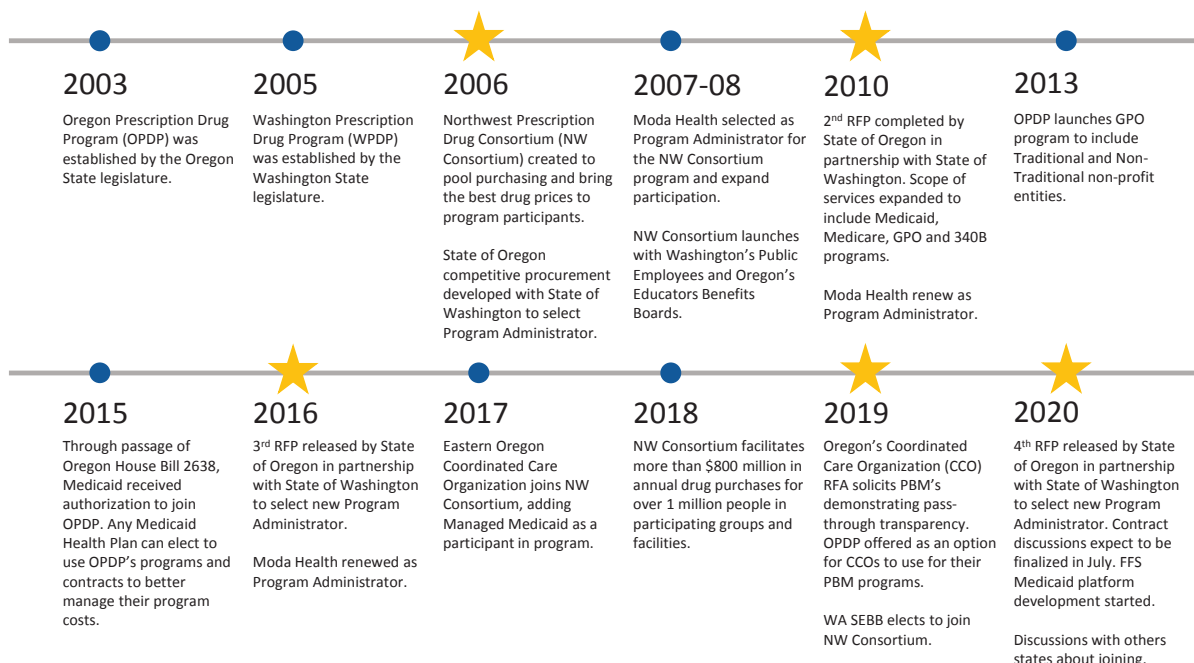 2003
Oregon Prescription Drug
Program (OPDP) was
established by the Oregon
State legislature.
2005
Washington Prescription
Drug Program (WPDP)
was established by the
Washington State
legislature.
2006
Northwest Prescription
Drug Consortium (NW
Consortium) created to
pool purchasing and bring
the best drug prices to
program participants.
State of Oregon
competitive procurement
developed with State of
Washington to select
Program Administrator.
2007-08
Moda Health selected as
Program Administrator for
the NW Consortium
program and expand
participation.
NW Consortium launches
with Washington’s Public
Employees and Oregon’s
Educators Benefits
Boards.
2010
2nd RFP completed by
State of Oregon in
partnership with State of
Washington. Scope of
services expanded to
include Medicaid,
Medicare, GPO and 340B
programs.
Moda Health renew as
Program Administrator.
2013
OPDP launches GPO
program to include
Traditional and Non-
Traditional non-profit
entities.
2015
Through passage of
Oregon House Bill 2638,
Medicaid received
authorization to join
OPDP. Any Medicaid
Health Plan can elect to
use OPDP’s programs and
contracts to better
manage their program
costs.
2016
3rd RFP released by State
of Oregon in partnership
with State of Washington
to select new Program
Administrator.
Moda Health renewed as
Program Administrator.
2017
Eastern Oregon
Coordinated Care
Organization joins NW
Consortium, adding
Managed Medicaid as a
participant in program.
2018
NW Consortium facilitates
more than $800 million in
annual drug purchases for
over 1 million people in
participating groups and
facilities.
2019
Oregon’s Coordinated
Care Organization (CCO)
RFA solicits PBM’s
demonstrating pass-
through transparency.
OPDP offered as an option
for CCOs to use for their
PBM programs.
WA SEBB elects to join
NW Consortium.
2020
4th RFP released by State
of Oregon in partnership
with State of Washington
to select new Program
Administrator. Contract
discussions expect to be
finalized in July. FFS
Medicaid platform
development started.
Discussions with others
states about joining.